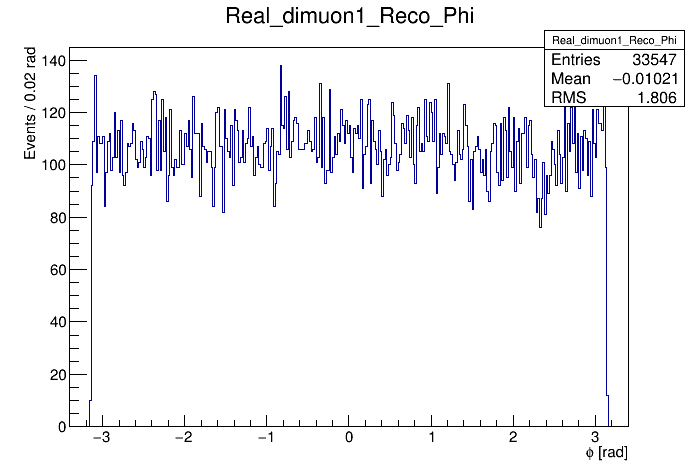 Real_dimuon1_Reco_Phi
Real_dimuon1_Reco_Phi
Entries 33547
Mean −0.01021
RMS 1.806
Events / 0.02 rad
140
120
100
80
60
40
20
0
−3 −2 −1 0 1 2 3
ϕ [rad]